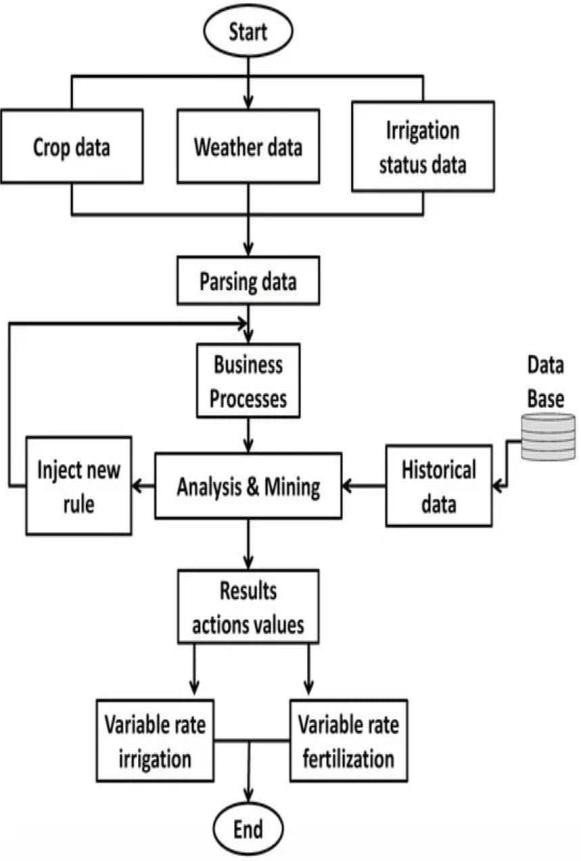 Start
Crop data
Weather data
Irrigation
status data
Parsing data
Business
Processes
Data
Base
Inject new
rule
Analysis & Mining
Historical
data
Results
actions values
Variable rate
irrigation
Variable rate
fertilization
End